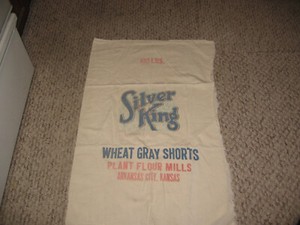 Silver
King
WHEAT GRAY SHORTS
PLANT FLOUR MILLS
ARKANSAS CITY, KANSAS